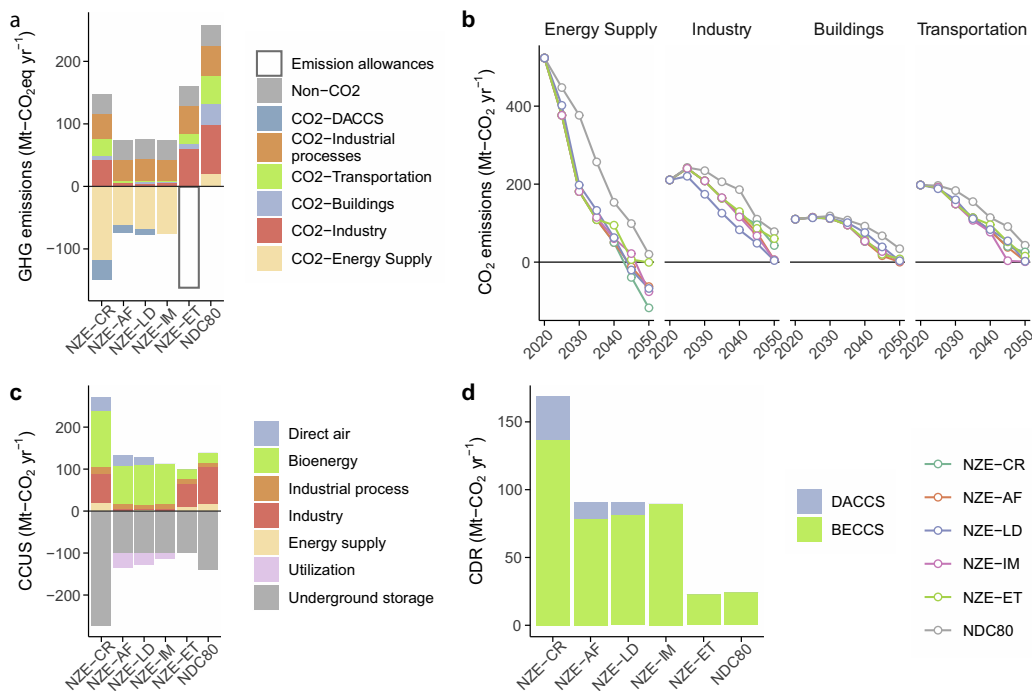 a
GHG emissions (Mt−CO₂eq yr⁻¹)
200
100
0
−100
NZE−CR
NZE−AF
NZE−LD
NZE−IM
NZE−ET
NDC80
Emission allowances
Non−CO2
CO2−DACCS
CO2−Industrial
processes
CO2−Transportation
CO2−Buildings
CO2−Industry
CO2−Energy Supply
b
Energy Supply
Industry
Buildings
Transportation
CO₂ emissions (Mt−CO₂ yr⁻¹)
400
200
0
2020
2030
2040
2050
2020
2030
2040
2050
2020
2030
2040
2050
2020
2030
2040
2050
c
CCUS (Mt−CO₂ yr⁻¹)
200
100
0
−100
−200
NZE−CR
NZE−AF
NZE−LD
NZE−IM
NZE−ET
NDC80
Direct air
Bioenergy
Industrial process
Industry
Energy supply
Utilization
Underground storage
d
CDR (Mt−CO₂ yr⁻¹)
150
100
50
0
NZE−CR
NZE−AF
NZE−LD
NZE−IM
NZE−ET
NDC80
DACCS
BECCS
NZE−CR
NZE−AF
NZE−LD
NZE−IM
NZE−ET
NDC80